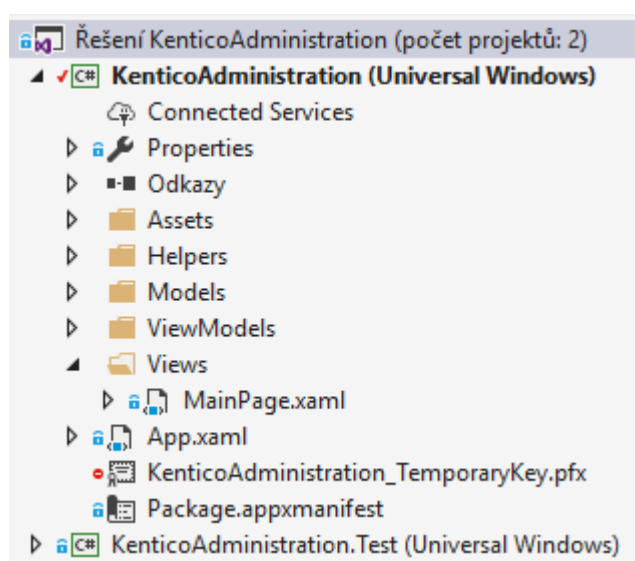 Řešení KenticoAdministration (počet projektů: 2)
C# KenticoAdministration (Universal Windows)
Connected Services
Properties
Odkazy
Assets
Helpers
Models
ViewModels
Views
MainPage.xaml
App.xaml
KenticoAdministration_TemporaryKey.pfx
Package.appxmanifest
C# KenticoAdministration.Test (Universal Windows)